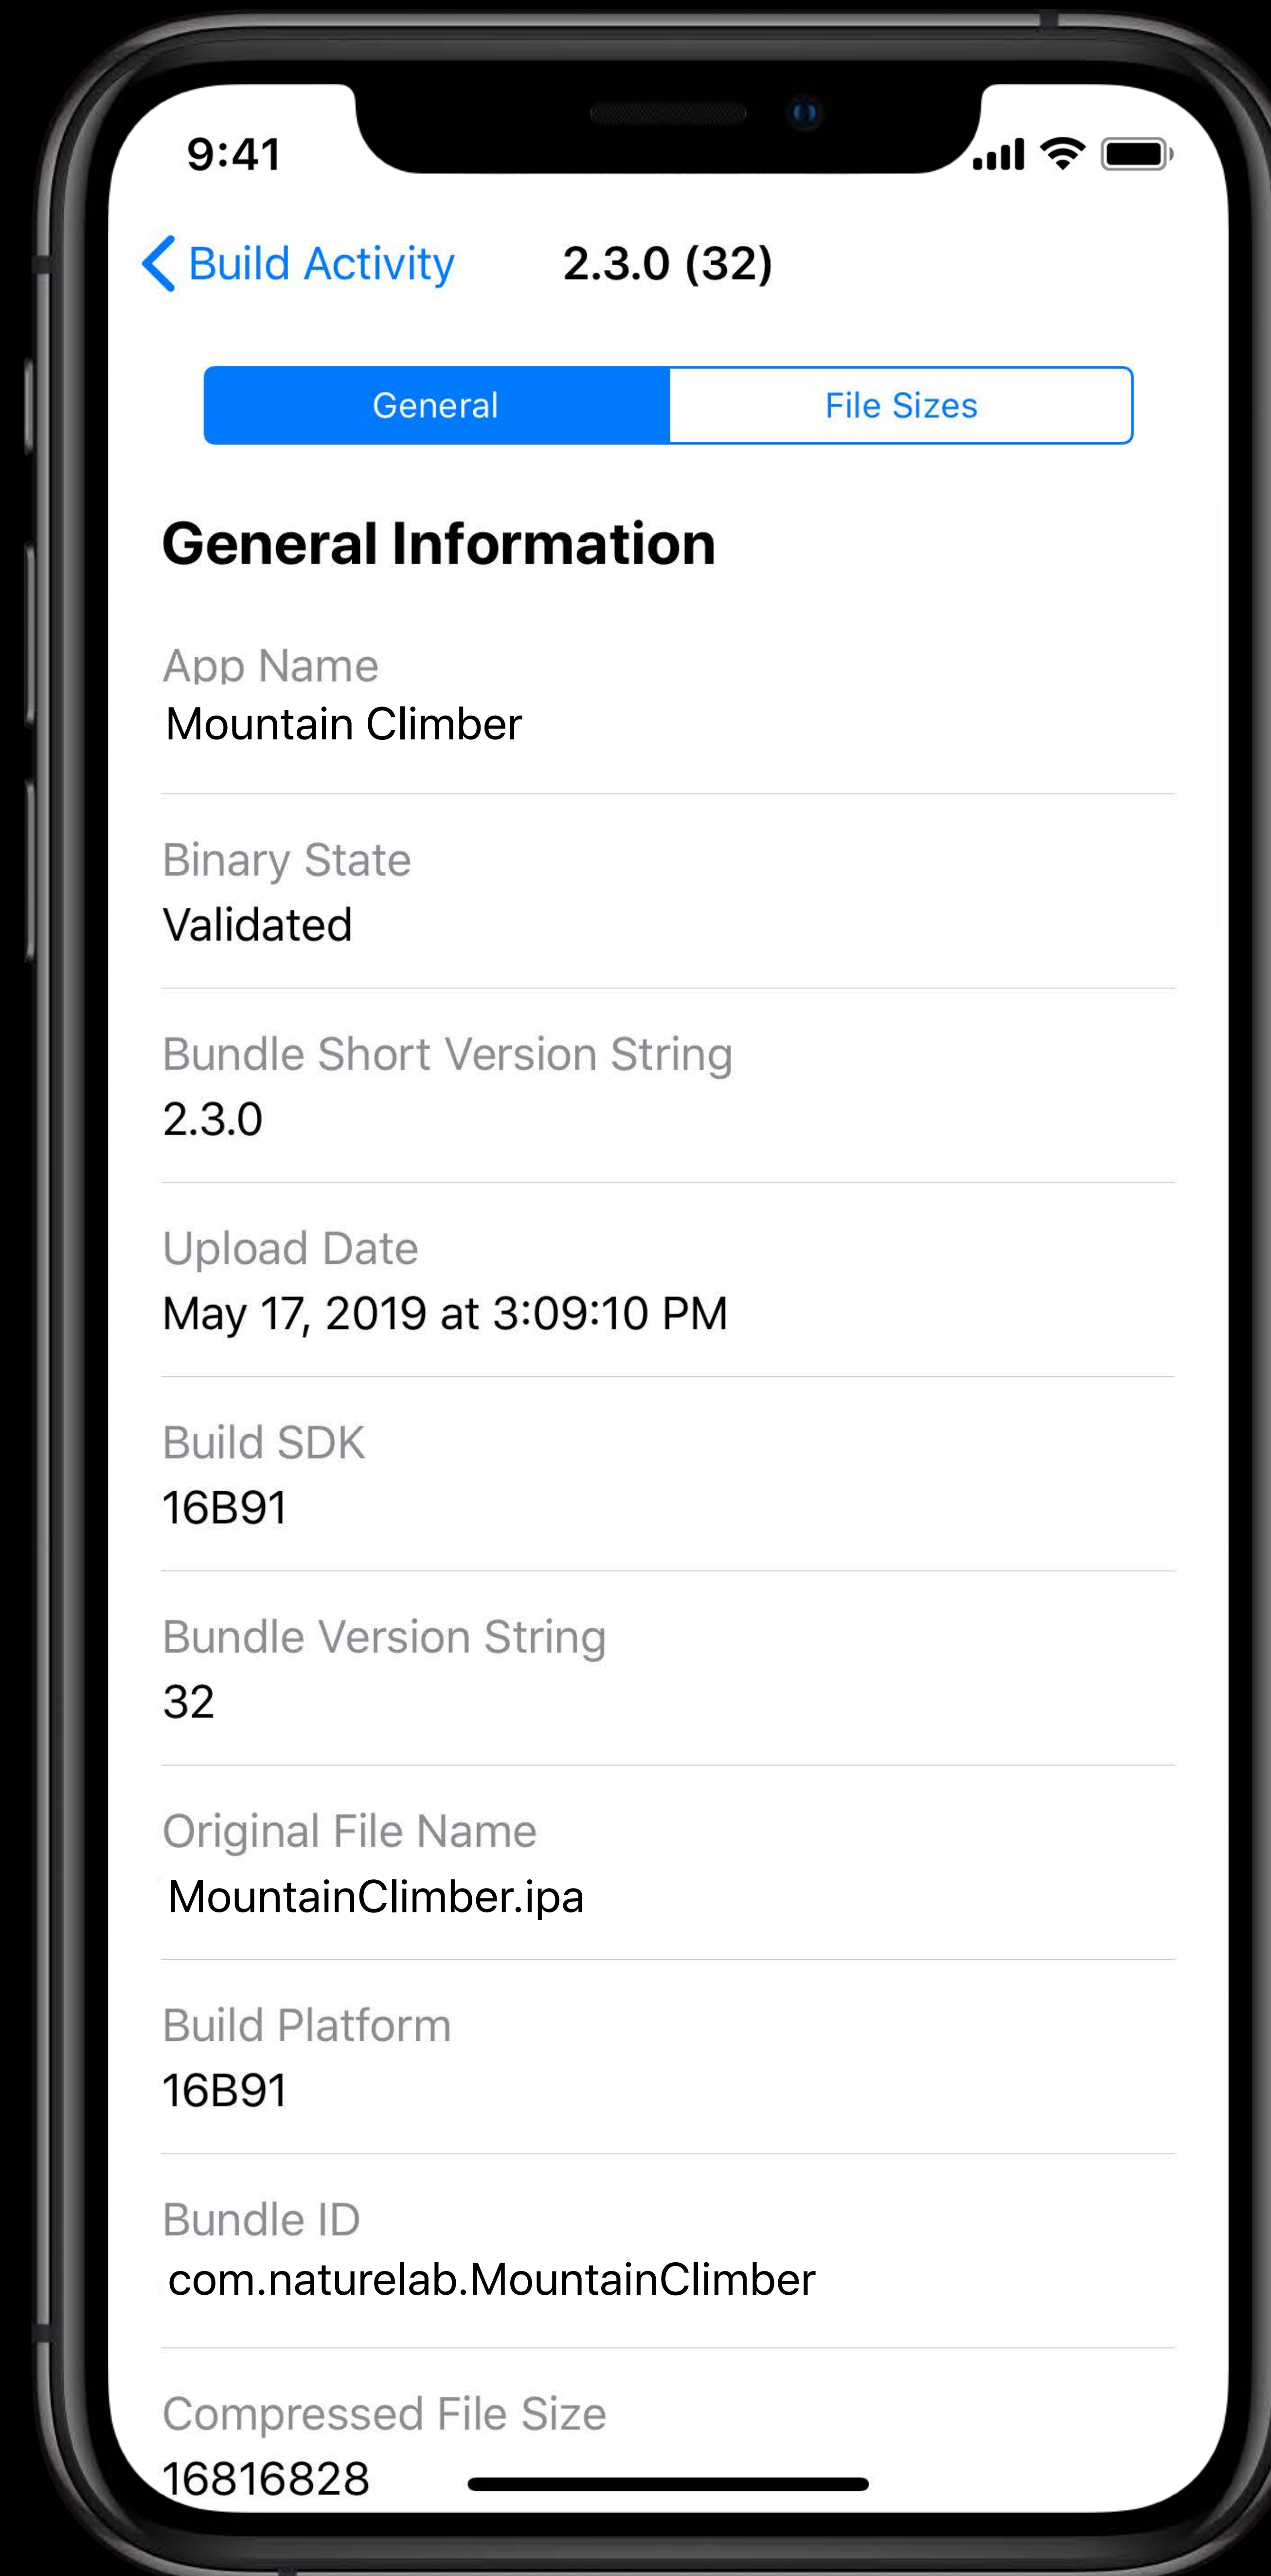 9:41
Build Activity
2.3.0 (32)
General
File Sizes
General Information
App Name
Mountain Climber
Binary State
Validated
Bundle Short Version String
2.3.0
Upload Date
May 17, 2019 at 3:09:10 PM
Build SDK
16B91
Bundle Version String
32
Original File Name
MountainClimber.ipa
Build Platform
16B91
Bundle ID
com.naturelab.MountainClimber
Compressed File Size
16816828